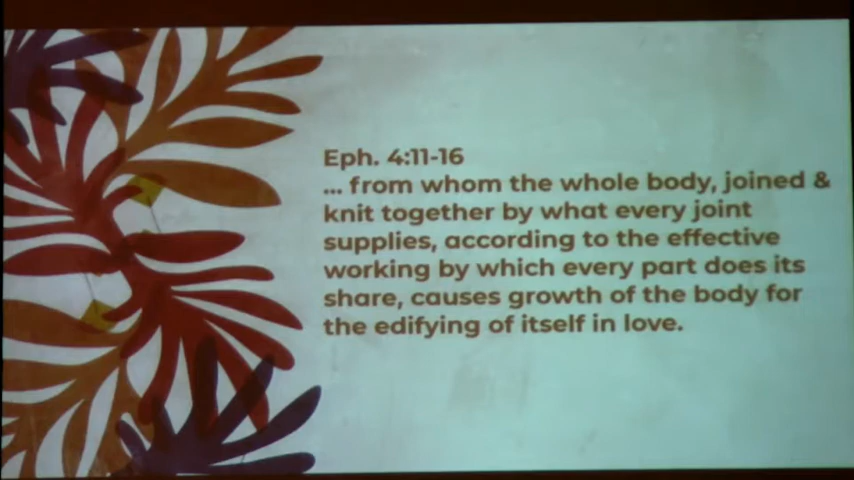 Eph. 4:11-16
... from whom the whole body, joined &
knit together by what every joint
supplies, according to the effective
working by which every part does its
share, causes growth of the body for
the edifying of itself in love.